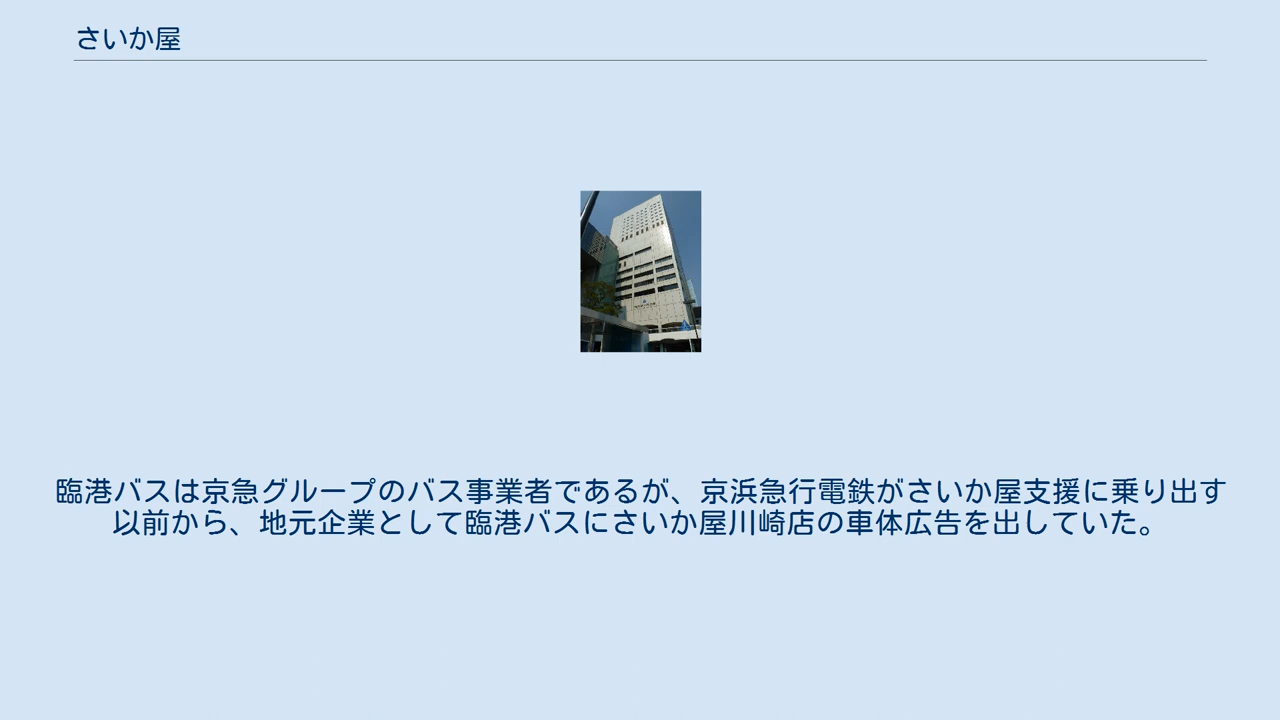 さいか屋
臨港バスは京急グループのバス事業者であるが、京浜急行電鉄がさいか屋支援に乗り出す
以前から、地元企業として臨港バスにさいか屋川崎店の車体広告を出していた。